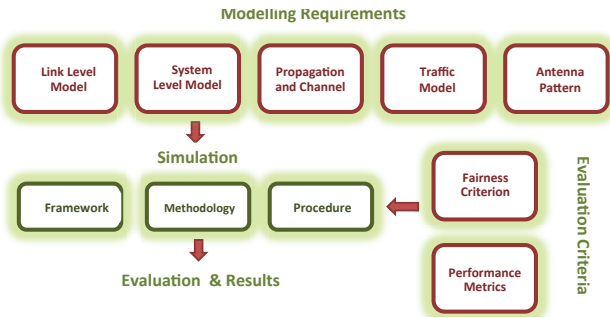 Modelling Requirements
Link Level
Model
System
Level Model
Propagation
and Channel
Traffic
Model
Antenna
Pattern
Simulation
Framework
Methodology
Procedure
Fairness
Criterion
Performance
Metrics
Evaluation Criteria
Evaluation & Results